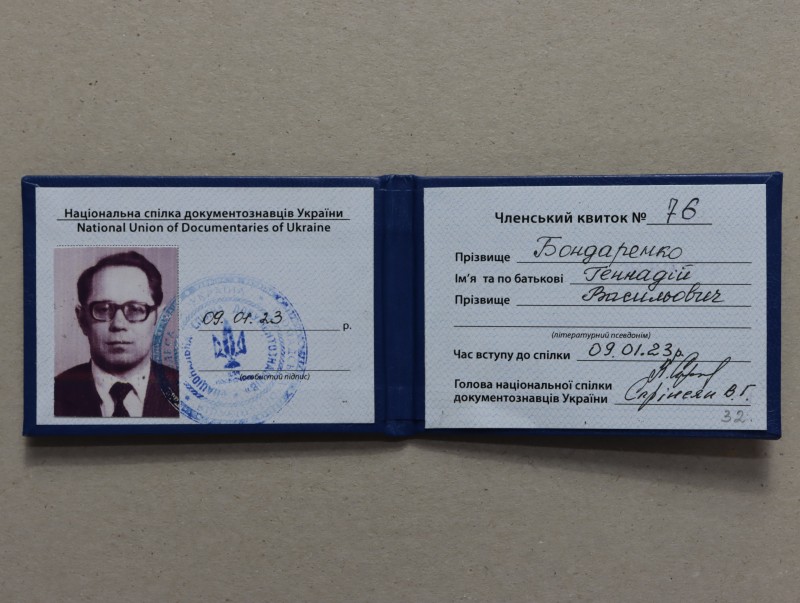 Національна спілка документознавців України
National Union of Documentaries of Ukraine
09.01.23 р.
(особистий підпис)
Членський квиток № 76
Прізвище Бондаренко
Ім'я та по батькові Геннадій
Прізвище Васильович
(літературний псевдонім)
Час вступу до спілки 09.01.23р.
Голова національної спілки
документознавців України В.Г.
32.